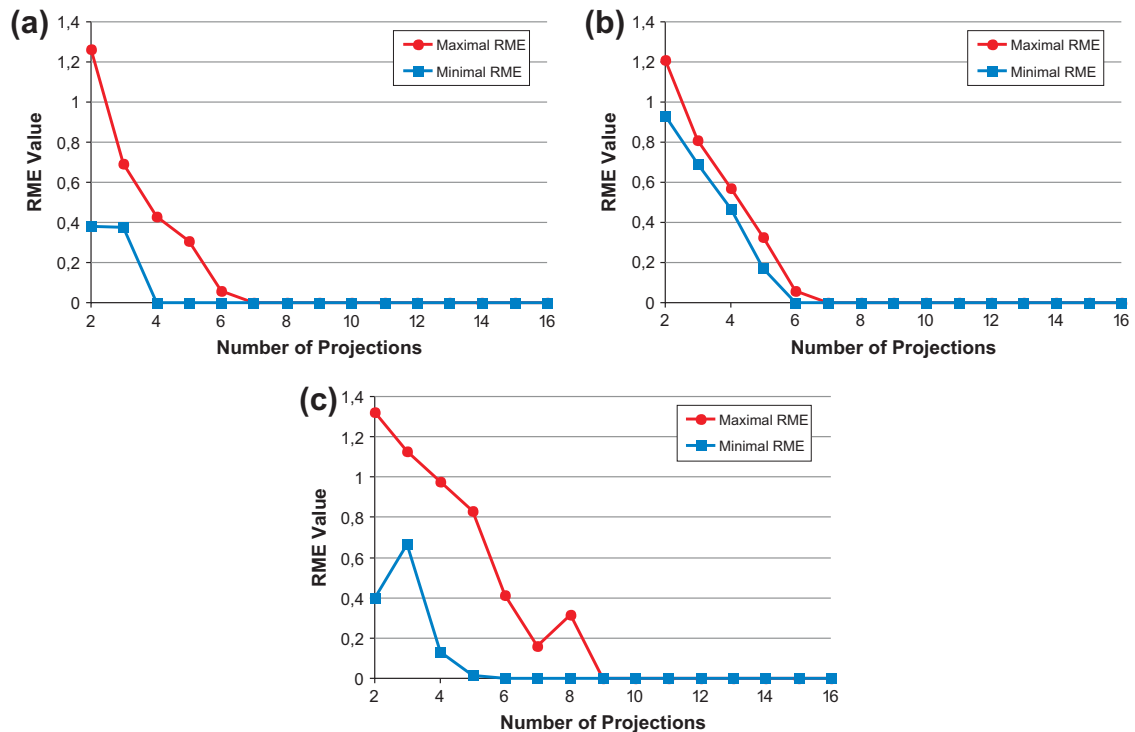 (a)
1,4
1,2
1
0,8
0,6
0,4
0,2
0
RME Value
Maximal RME
Minimal RME
2 4 6 8 10 12 14 16
Number of Projections
(b)
1,4
1,2
1
0,8
0,6
0,4
0,2
0
RME Value
Maximal RME
Minimal RME
2 4 6 8 10 12 14 16
Number of Projections
(c)
1,4
1,2
1
0,8
0,6
0,4
0,2
0
RME Value
Maximal RME
Minimal RME
2 4 6 8 10 12 14 16
Number of Projections